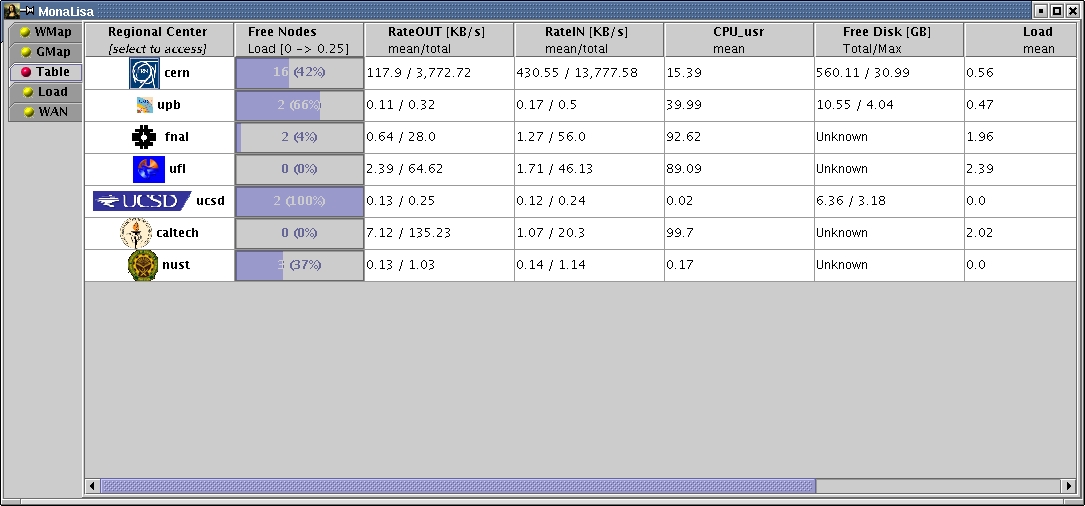 MonaLisa
WMap
GMap
Table
Load
WAN
Regional Center Free Nodes RateOUT [KB/s] RateIN [KB/s] CPU_usr Free Disk [GB] Load
[select to access] Load [0 -> 0.25] mean/total mean/total mean Total/Max mean
cern 16 (42%) 117.9 / 3,772.72 430.55 / 13,777.58 15.39 560.11 / 30.99 0.56
upb 2 (66%) 0.11 / 0.32 0.17 / 0.5 39.99 10.55 / 4.04 0.47
fnal 2 (4%) 0.64 / 28.0 1.27 / 56.0 92.62 Unknown 1.96
ufl 0 (0%) 2.39 / 64.62 1.71 / 46.13 89.09 Unknown 2.39
UCSD ucsd 2 (100%) 0.13 / 0.25 0.12 / 0.24 0.02 6.36 / 3.18 0.0
caltech 0 (0%) 7.12 / 135.23 1.07 / 20.3 99.7 Unknown 2.02
nust 3 (37%) 0.13 / 1.03 0.14 / 1.14 0.17 Unknown 0.0